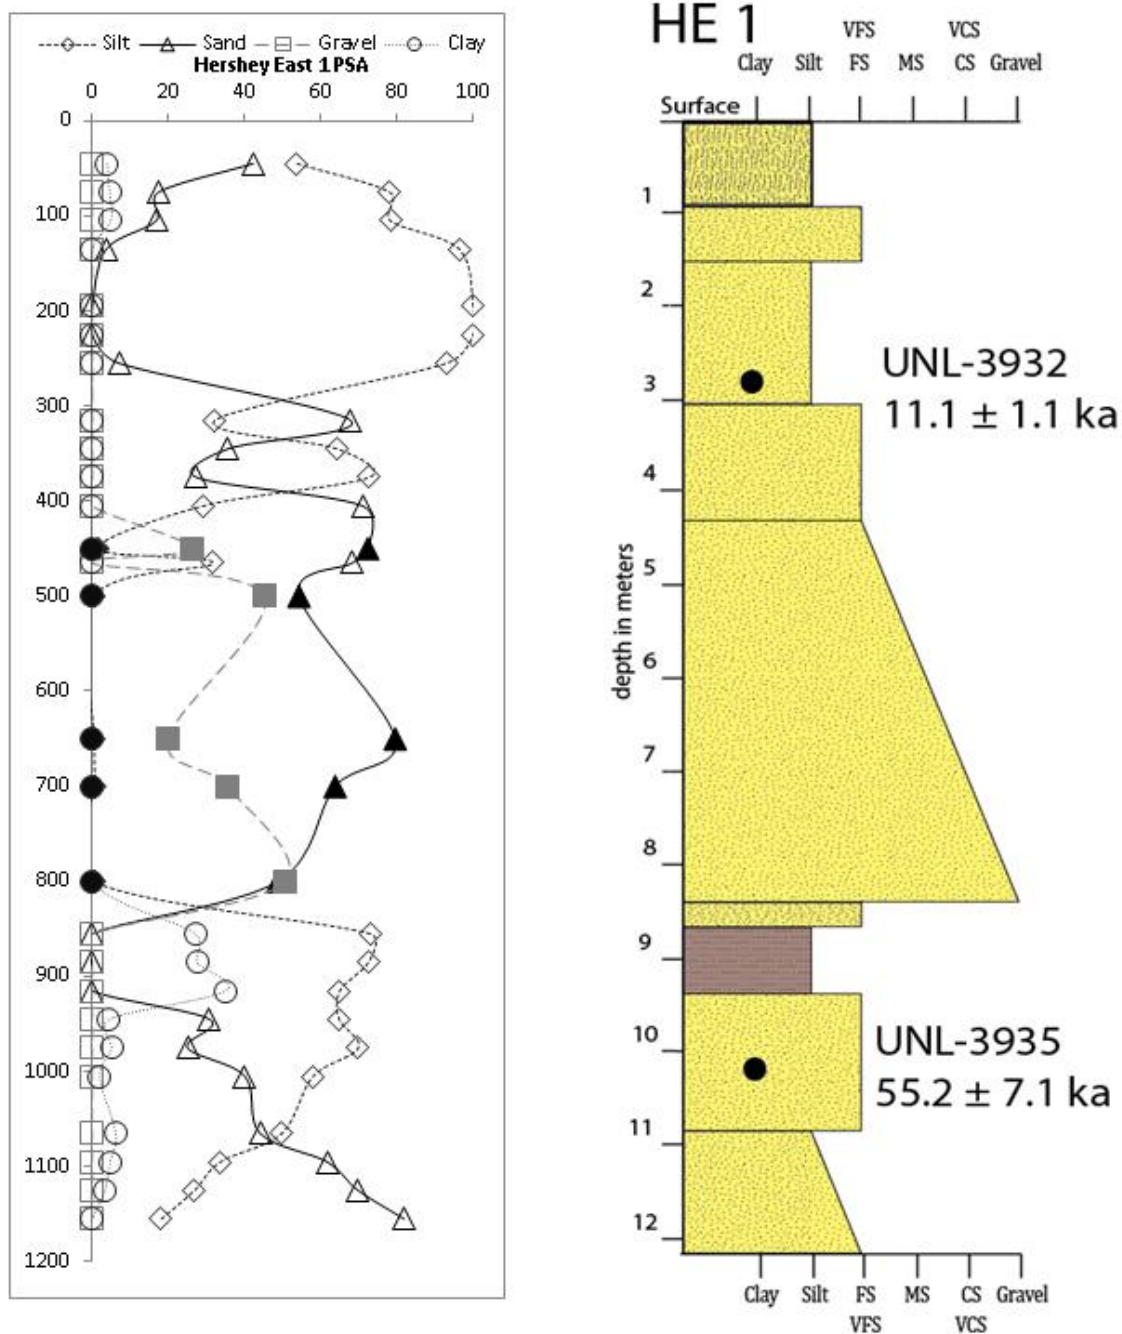 Silt Sand Gravel Clay
Hershey East 1 PSA
0 20 40 60 80 100
0
100
200
300
400
500
600
700
800
900
1000
1100
1200
HE 1
VFS VCS
Clay Silt FS MS CS Gravel
Surface
1
2
3
4
5
6
7
8
9
10
11
12
depth in meters
UNL-3932
11.1 ± 1.1 ka
UNL-3935
55.2 ± 7.1 ka
Clay Silt FS MS CS Gravel
VFS VCS